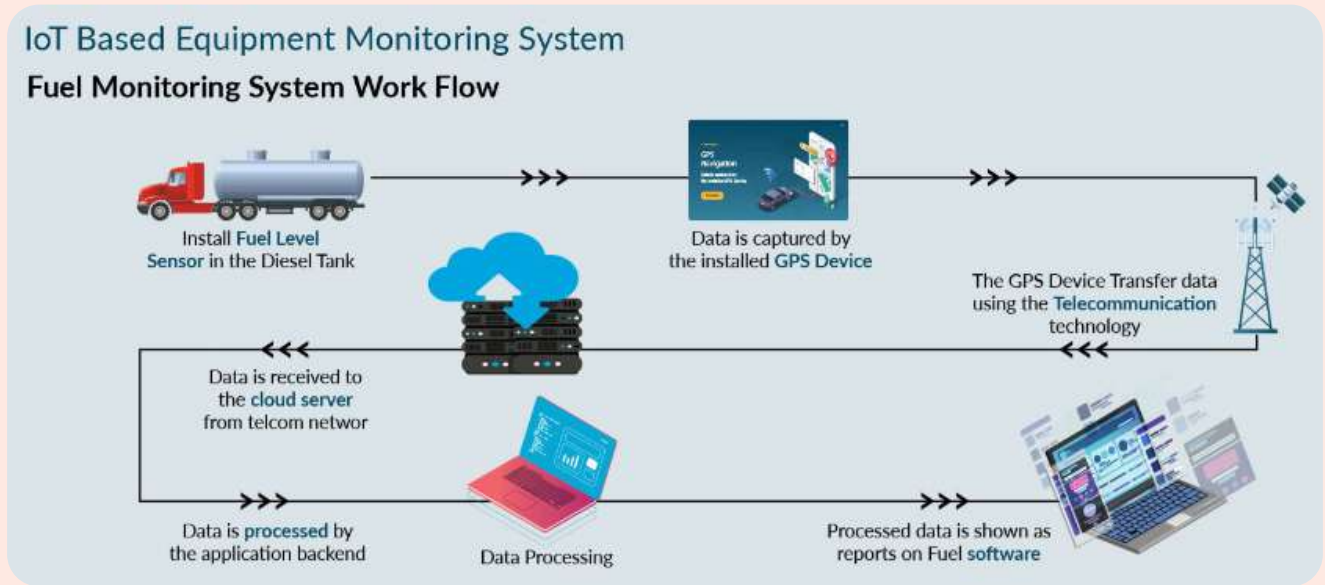 IoT Based Equipment Monitoring System
Fuel Monitoring System Work Flow
Install Fuel Level
Sensor in the Diesel Tank
GPS
Navigation
Data is captured by
the installed GPS Device
The GPS Device Transfer data
using the Telecommunication
technology
Data is received to
the cloud server
from telcom networ
Data is processed by
the application backend
Data Processing
Processed data is shown as
reports on Fuel software